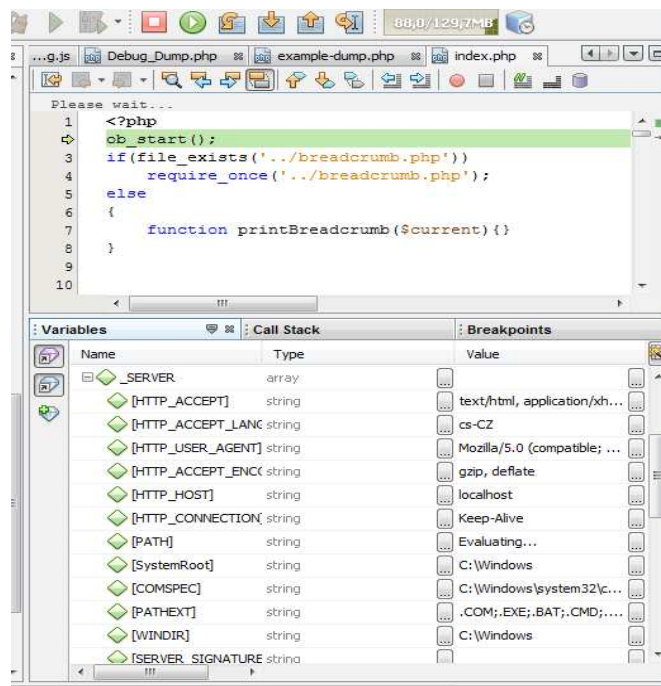 88,0/129,7MB
...g.js Debug_Dump.php example-dump.php index.php
Please wait...
1 <?php
ob_start();
3 if(file_exists('../breadcrumb.php'))
4 require_once('../breadcrumb.php');
5 else
6 {
7 function printBreadcrumb($current){}
8 }
9
10
Variables Call Stack Breakpoints
Name Type Value
_SERVER array ...
[HTTP_ACCEPT] string text/html, application/xh...
[HTTP_ACCEPT_LANG string cs-CZ
[HTTP_USER_AGENT] string Mozilla/5.0 (compatible; ...
[HTTP_ACCEPT_ENCO string gzip, deflate
[HTTP_HOST] string localhost
[HTTP_CONNECTION] string Keep-Alive
[PATH] string Evaluating...
[SystemRoot] string C:\Windows
[COMSPEC] string C:\Windows\system32\c...
[PATHEXT] string .COM;.EXE;.BAT;.CMD;....
[WINDIR] string C:\Windows
[SERVER_SIGNATURE string